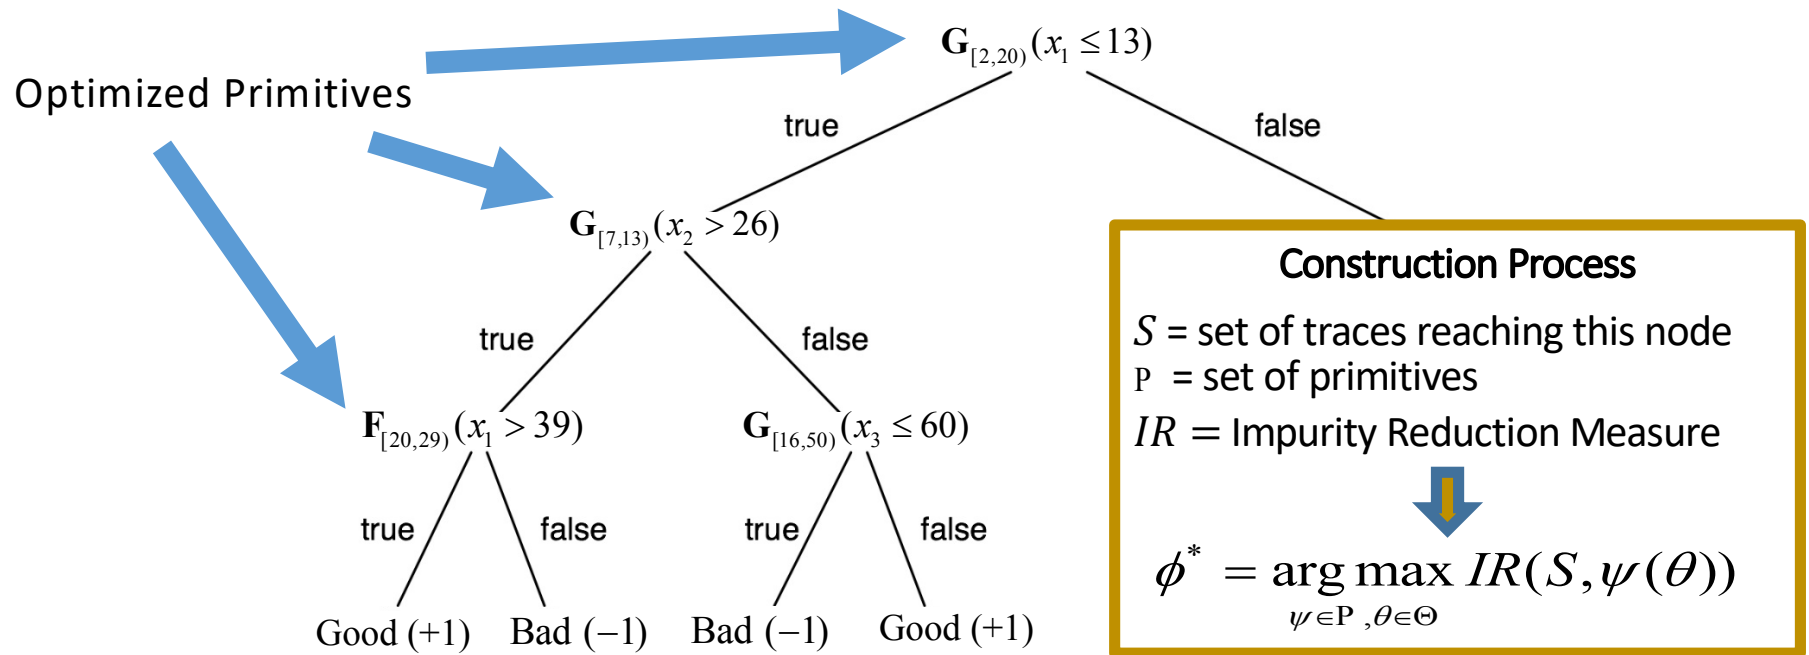 Optimized Primitives
G[2,20)(x₁ ≤ 13)
true
false
G[7,13)(x₂ > 26)
true
false
F[20,29)(x₁ > 39)
G[16,50)(x₃ ≤ 60)
true
false
true
false
Good (+1)
Bad (−1)
Bad (−1)
Good (+1)
Construction Process
S = set of traces reaching this node
P = set of primitives
IR = Impurity Reduction Measure
ϕ* = arg max IR(S,ψ(θ))
ψ∈P ,θ∈Θ